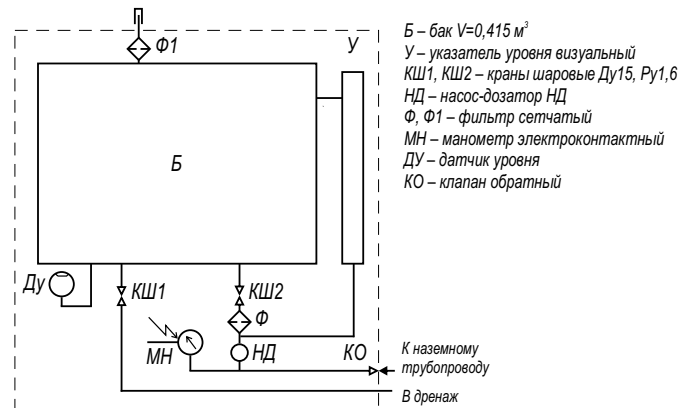 Ф1
У
Б
Ду
КШ1
КШ2
Ф
МН
НД
КО
К наземному
трубопроводу
В дренаж
Б – бак V=0,415 м³
У – указатель уровня визуальный
КШ1, КШ2 – краны шаровые Ду15, Ру1,6
НД – насос-дозатор НД
Ф, Ф1 – фильтр сетчатый
МН – манометр электроконтактный
ДУ – датчик уровня
КО – клапан обратный